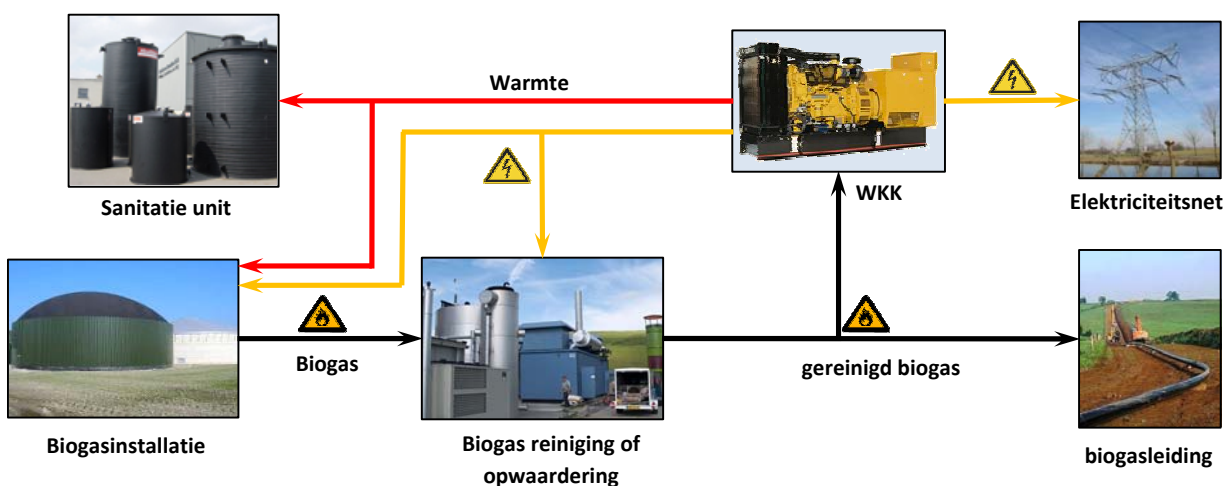 Warmte
Sanitatie unit
WKK
Elektriciteitsnet
Biogas
gereinigd biogas
Biogasinstallatie
Biogas reiniging of
opwaardering
biogasleiding